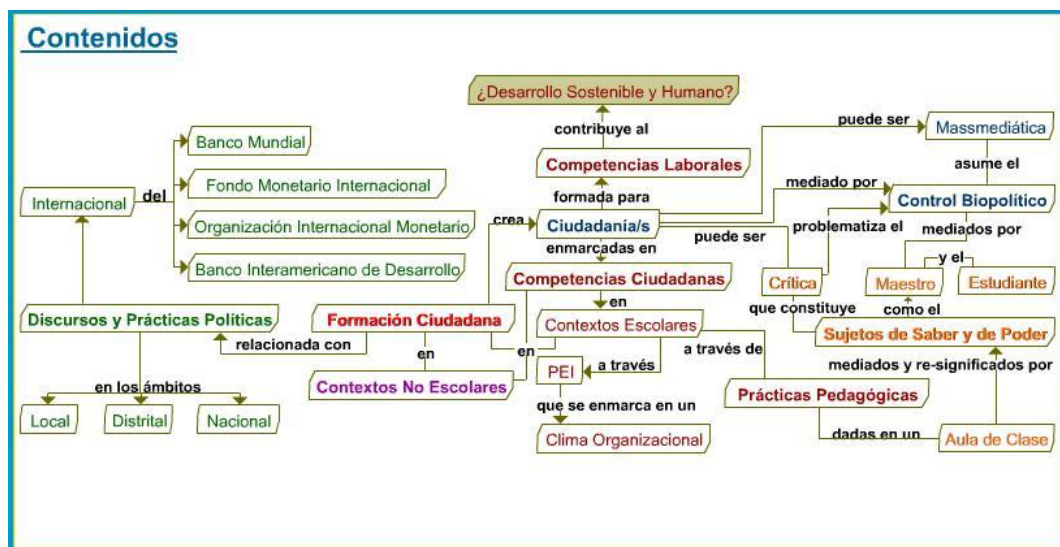 Contenidos
¿Desarrollo Sostenible y Humano?
contribuye al
puede ser
Massmediática
Banco Mundial
asume el
Competencias Laborales
Fondo Monetario Internacional
formada para
mediado por
Control Biopolítico
Internacional
del
Organización Internacional Monetario
crea
Ciudadanía/s
puede ser
problematiza el
mediados por
enmarcadas en
Banco Interamericano de Desarrollo
Competencias Ciudadanas
Crítica
Maestro
y el
Estudiante
en
que constituye
como el
Discursos y Prácticas Políticas
Formación Ciudadana
Contextos Escolares
Sujetos de Saber y de Poder
relacionada con
en
en
a través
a través de
mediados y re-significados por
PEI
en los ámbitos
Contextos No Escolares
Prácticas Pedagógicas
que se enmarca en un
Local
Distrital
Nacional
Clima Organizacional
dadas en un
Aula de Clase